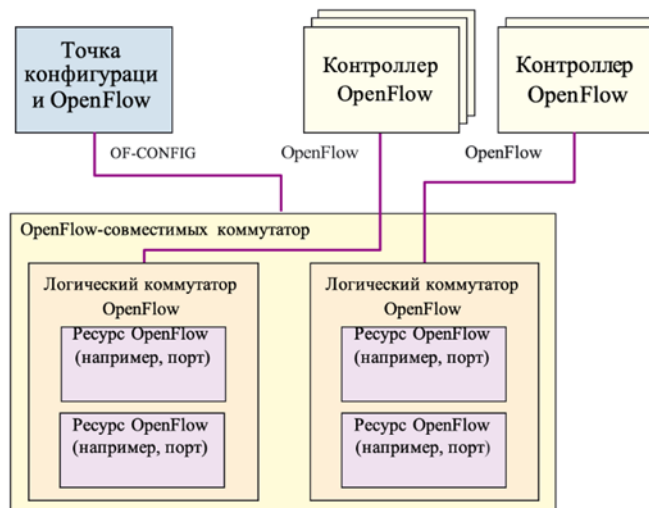 Точка
конфигураци
и OpenFlow
Контроллер
OpenFlow
Контроллер
OpenFlow
OF-CONFIG
OpenFlow
OpenFlow
OpenFlow-совместимых коммутатор
Логический коммутатор
OpenFlow
Ресурс OpenFlow
(например, порт)
Ресурс OpenFlow
(например, порт)
Логический коммутатор
OpenFlow
Ресурс OpenFlow
(например, порт)
Ресурс OpenFlow
(например, порт)